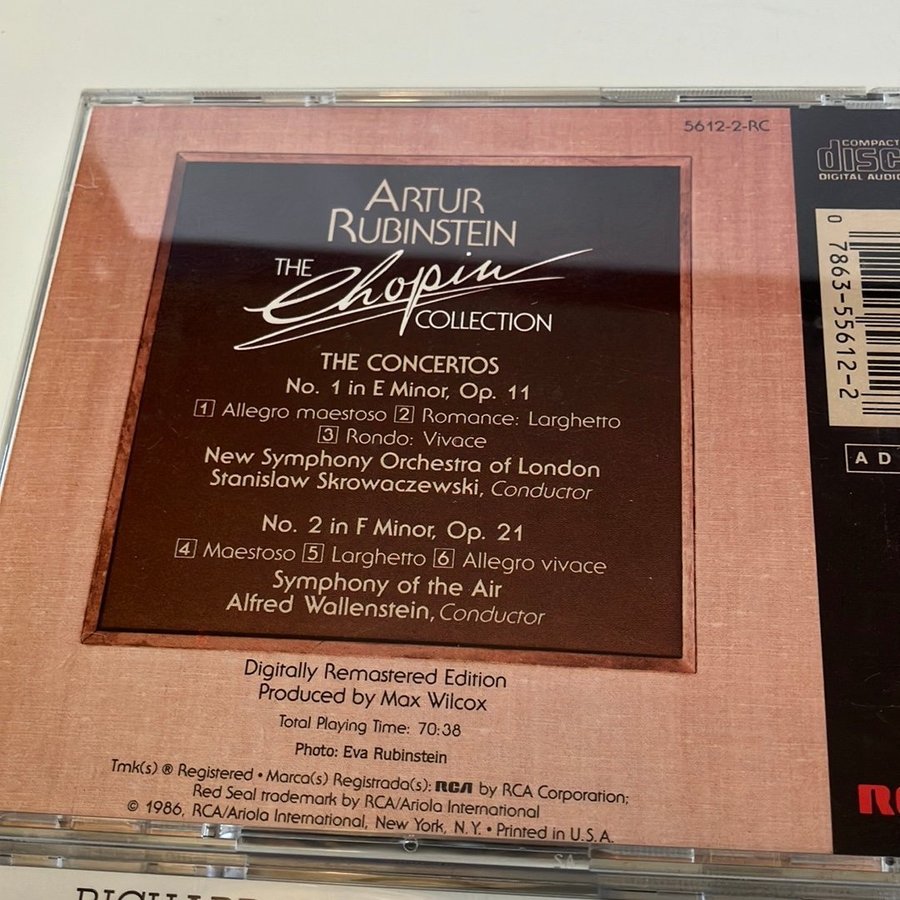 5612-2-RC
ARTUR
RUBINSTEIN
THE Chopin
COLLECTION
THE CONCERTOS
No. 1 in E Minor, Op. 11
1 Allegro maestoso 2 Romance: Larghetto
3 Rondo: Vivace
New Symphony Orchestra of London
Stanislaw Skrowaczewski, Conductor
No. 2 in F Minor, Op. 21
4 Maestoso 5 Larghetto 6 Allegro vivace
Symphony of the Air
Alfred Wallenstein, Conductor
Digitally Remastered Edition
Produced by Max Wilcox
Total Playing Time: 70:38
Photo: Eva Rubinstein
Tmk(s) ® Registered • Marca(s) Registrada(s): RCA by RCA Corporation;
Red Seal trademark by RCA/Ariola International
© 1986, RCA/Ariola International, New York, N.Y. • Printed in U.S.A.
COMPACT
disc
DIGITAL AUDIO
0 7863-55612-2
A D